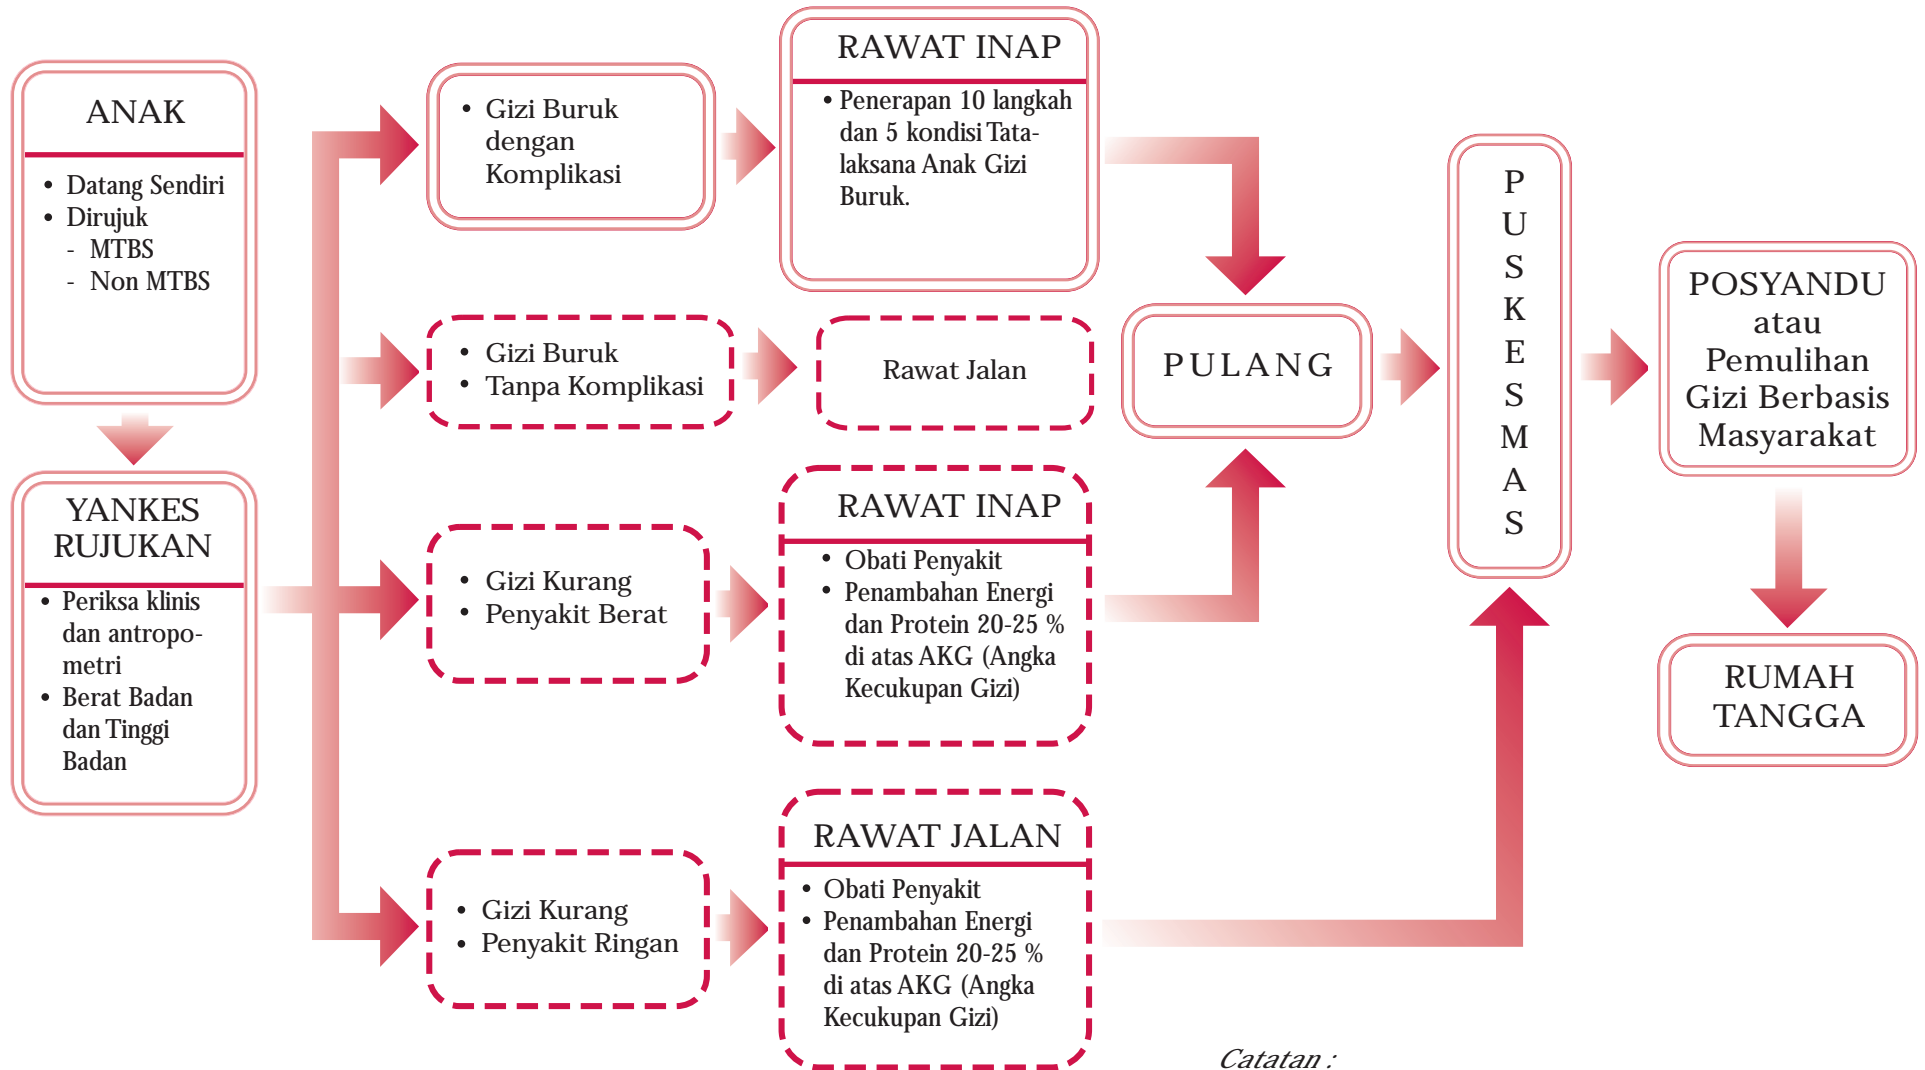 ANAK
• Datang Sendiri
• Dirujuk
- MTBS
- Non MTBS
YANKES
RUJUKAN
• Periksa klinis
dan antropo-
metri
• Berat Badan
dan Tinggi
Badan
• Gizi Buruk
dengan
Komplikasi
RAWAT INAP
• Penerapan 10 langkah
dan 5 kondisi Tata-
laksana Anak Gizi
Buruk.
• Gizi Buruk
• Tanpa Komplikasi
Rawat Jalan
• Gizi Kurang
• Penyakit Berat
RAWAT INAP
• Obati Penyakit
• Penambahan Energi
dan Protein 20-25 %
di atas AKG (Angka
Kecukupan Gizi)
• Gizi Kurang
• Penyakit Ringan
RAWAT JALAN
• Obati Penyakit
• Penambahan Energi
dan Protein 20-25 %
di atas AKG (Angka
Kecukupan Gizi)
PULANG
P
U
S
K
E
S
M
A
S
POSYANDU
atau
Pemulihan
Gizi Berbasis
Masyarakat
RUMAH
TANGGA
Catatan :